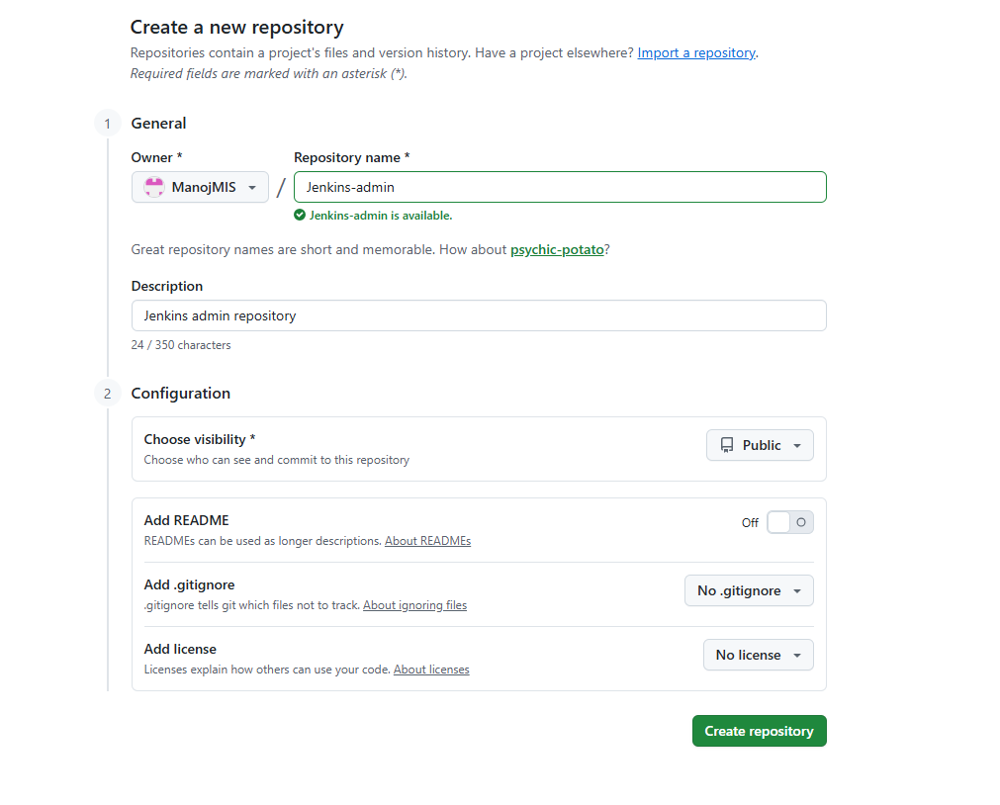 Create a new repository
Repositories contain a project's files and version history. Have a project elsewhere? Import a repository.
Required fields are marked with an asterisk (*).
1 General
Owner * Repository name *
ManojMIS / Jenkins-admin
Jenkins-admin is available.
Great repository names are short and memorable. How about psychic-potato?
Description
Jenkins admin repository
24 / 350 characters
2 Configuration
Choose visibility *
Choose who can see and commit to this repository
Public
Add README
READMEs can be used as longer descriptions. About READMEs
Off
Add .gitignore
.gitignore tells git which files not to track. About ignoring files
No .gitignore
Add license
Licenses explain how others can use your code. About licenses
No license
Create repository